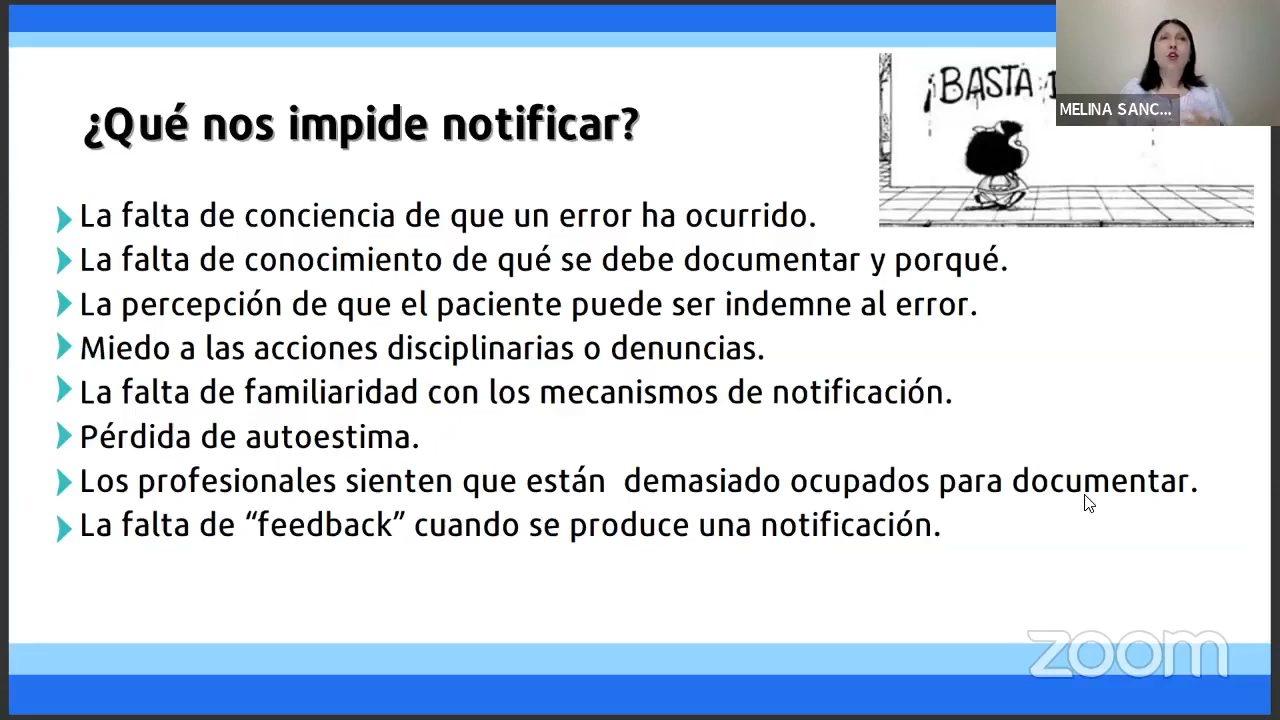 ¿Qué nos impide notificar?
¡BASTA
MELINA SANC...
La falta de conciencia de que un error ha ocurrido.
La falta de conocimiento de qué se debe documentar y porqué.
La percepción de que el paciente puede ser indemne al error.
Miedo a las acciones disciplinarias o denuncias.
La falta de familiaridad con los mecanismos de notificación.
Pérdida de autoestima.
Los profesionales sienten que están demasiado ocupados para documentar.
La falta de “feedback” cuando se produce una notificación.
zoom